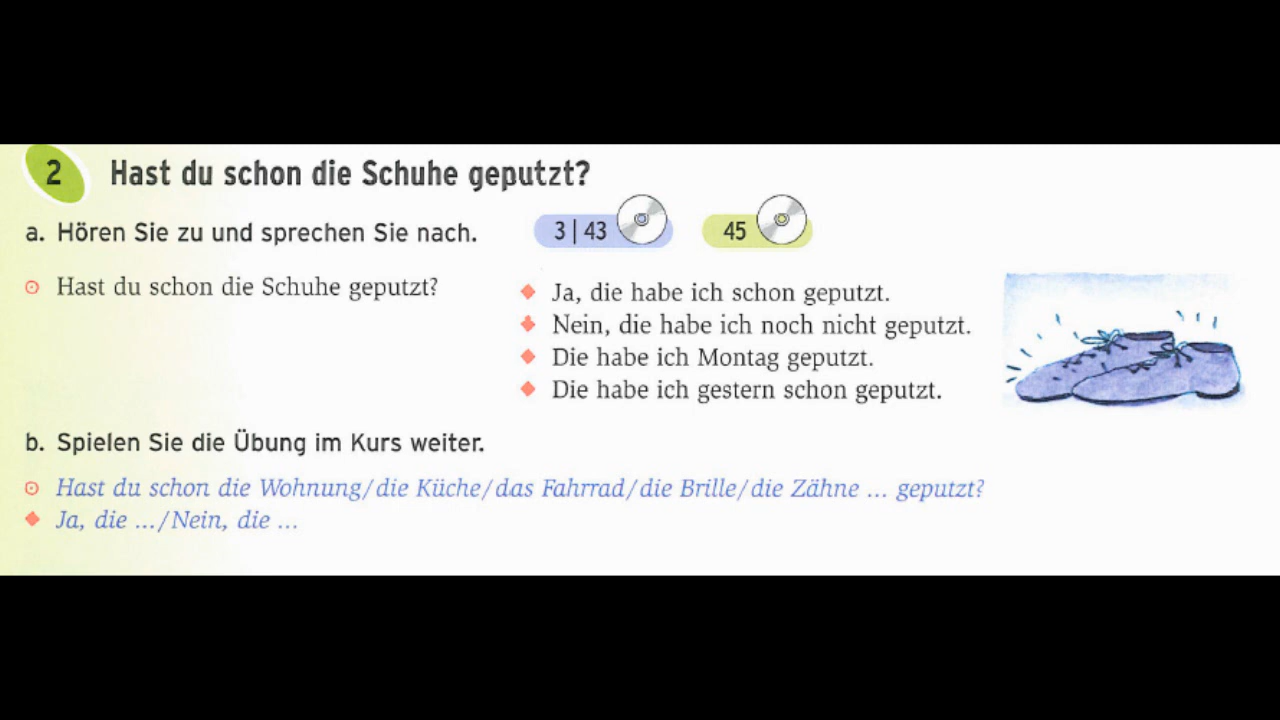 2 Hast du schon die Schuhe geputzt?
a. Hören Sie zu und sprechen Sie nach. 3 | 43 45
Hast du schon die Schuhe geputzt?
Ja, die habe ich schon geputzt.
Nein, die habe ich noch nicht geputzt.
Die habe ich Montag geputzt.
Die habe ich gestern schon geputzt.
b. Spielen Sie die Übung im Kurs weiter.
Hast du schon die Wohnung/die Küche/das Fahrrad/die Brille/die Zähne ... geputzt?
Ja, die .../Nein, die ...